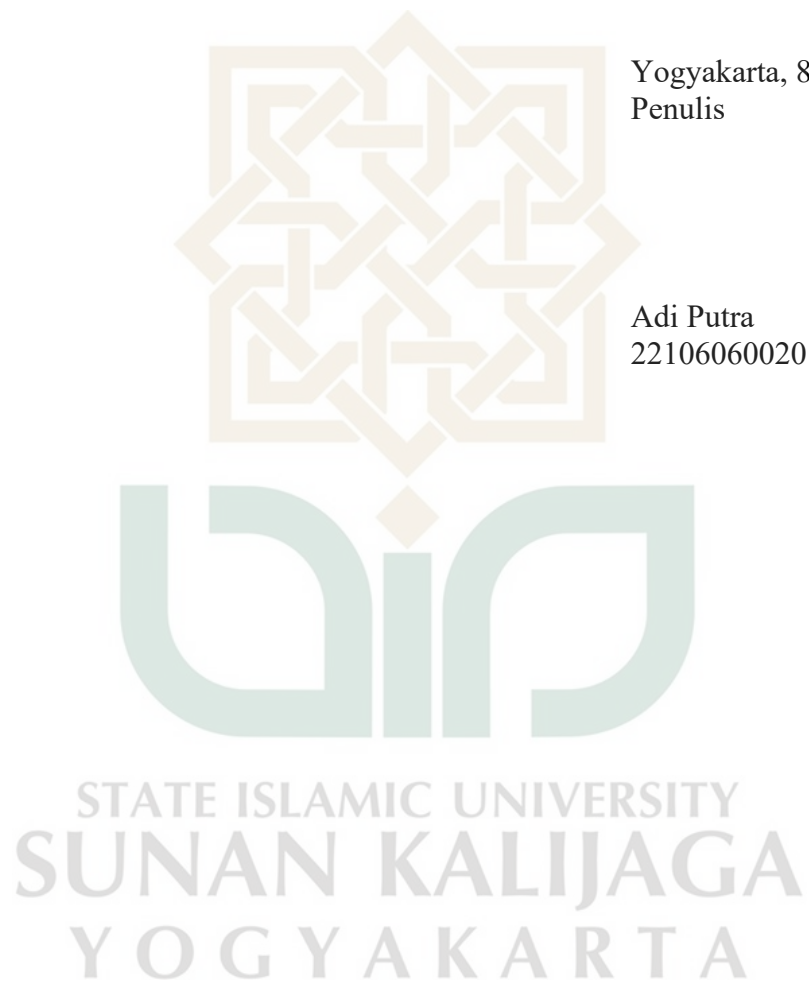 Yogyakarta, 8
Penulis
Adi Putra
22106060020
STATE ISLAMIC UNIVERSITY
SUNAN KALIJAGA
YOGYAKARTA